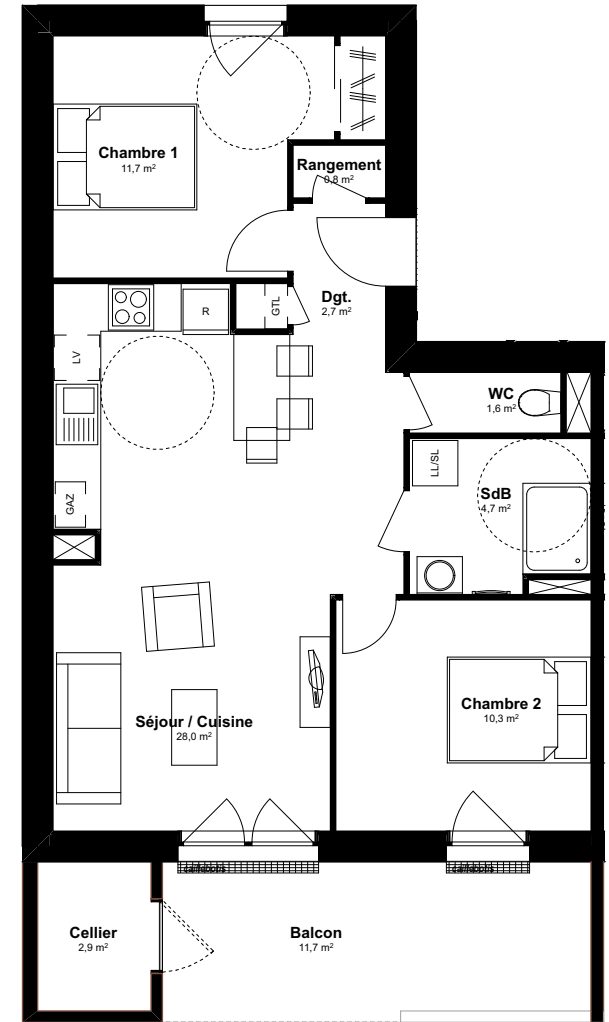 Chambre 1
11,7 m²
Rangement
0,8 m²
Dgt.
2,7 m²
GTL
R
LV
WC
1,6 m²
LL/SL
SdB
4,7 m²
GAZ
Séjour / Cuisine
28,0 m²
Chambre 2
10,3 m²
caillebotis
caillebotis
Cellier
2,9 m²
Balcon
11,7 m²